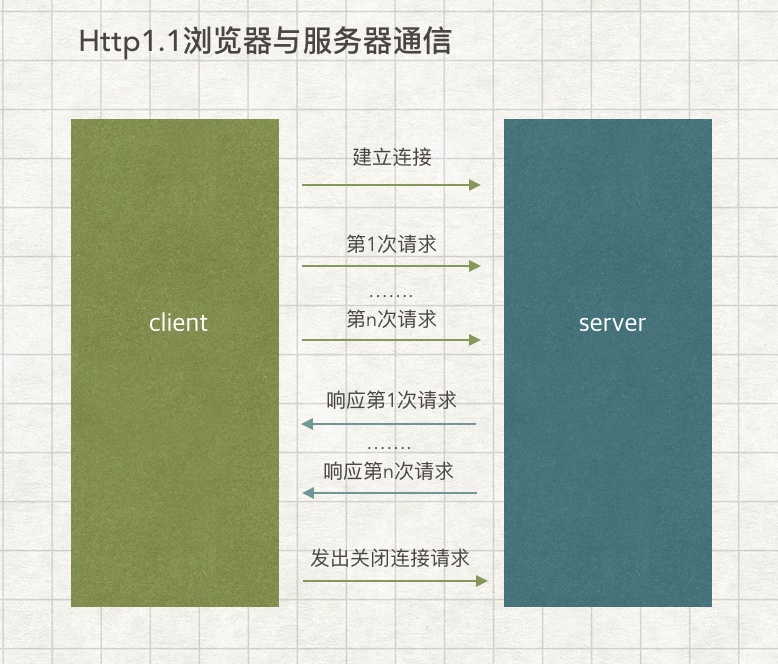 Http1.1浏览器与服务器通信
建立连接
第1次请求
.......
第n次请求
client
server
响应第1次请求
.......
响应第n次请求
发出关闭连接请求